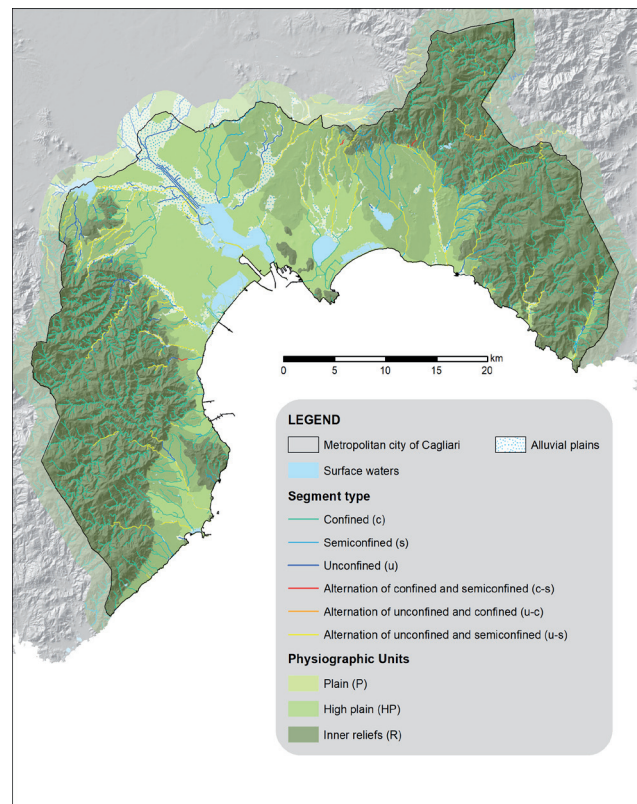 km
0 5 10 15 20
LEGEND
Metropolitan city of Cagliari
Alluvial plains
Surface waters
Segment type
Confined (c)
Semiconfined (s)
Unconfined (u)
Alternation of confined and semiconfined (c-s)
Alternation of unconfined and confined (u-c)
Alternation of unconfined and semiconfined (u-s)
Physiographic Units
Plain (P)
High plain (HP)
Inner reliefs (R)